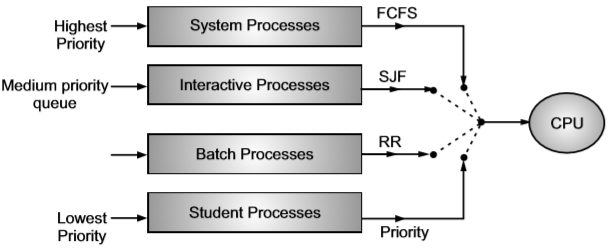 Highest
Priority
System Processes
FCFS
Medium priority
queue
Interactive Processes
SJF
Batch Processes
RR
CPU
Lowest
Priority
Student Processes
Priority